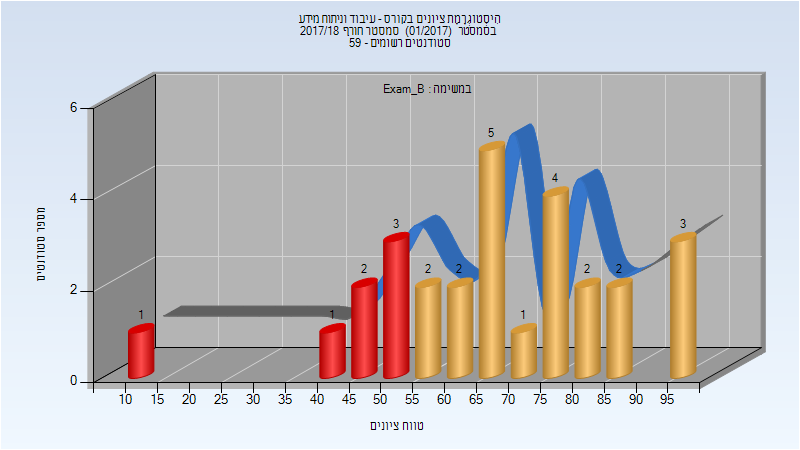 היסטוגרמת ציונים בקורס - עיבוד וניתוח מידע
בסמסטר (01/2017) סמסטר חורף 2017/18
סטודנטים רשומים - 59
במשימה : Exam_B
מספר סטודנטים
6
4
2
0
1 1 2 3 2 2 5 1 4 2 2 3
10 15 20 25 30 35 40 45 50 55 60 65 70 75 80 85 90 95
טווח ציונים